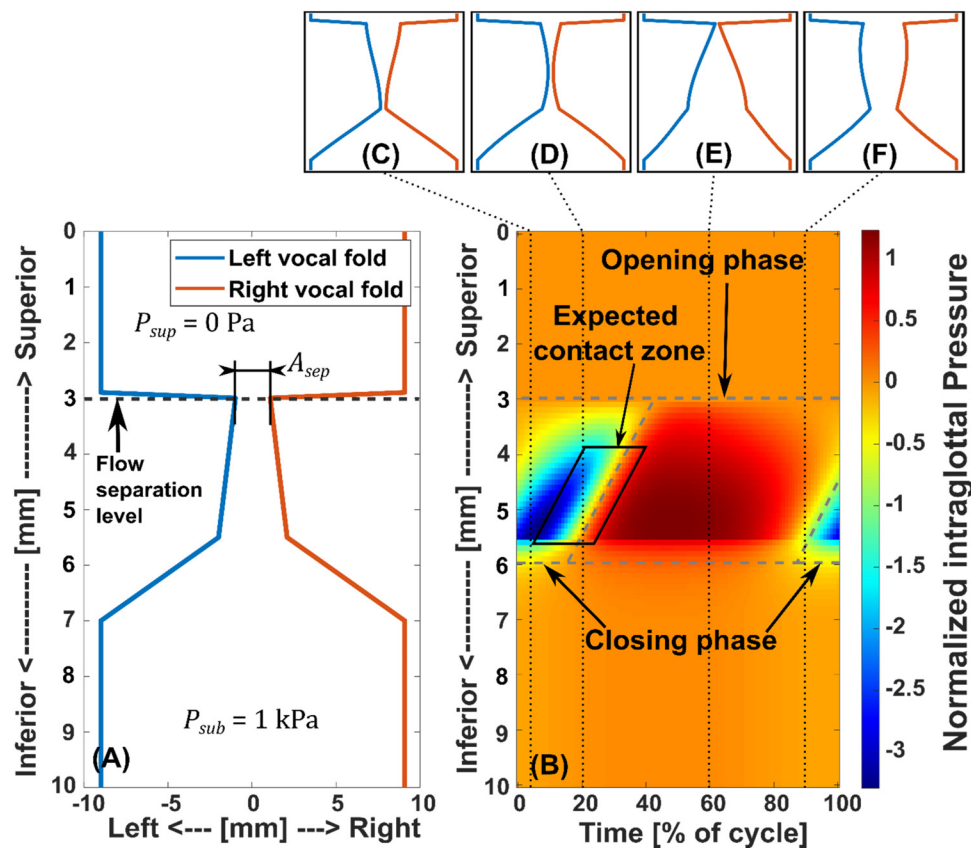 (C)
(D)
(E)
(F)
Inferior <-------- [mm] --------> Superior
0
1
2
3
4
5
6
7
8
9
10
Left vocal fold
Right vocal fold
P_sup = 0 Pa
A_sep
Flow
separation
level
P_sub = 1 kPa
(A)
-10
-5
0
5
10
Left <--- [mm] ---> Right
Inferior <-------- [mm] --------> Superior
0
1
2
3
4
5
6
7
8
9
10
Opening phase
Expected
contact zone
Closing phase
(B)
0
20
40
60
80
100
Time [% of cycle]
1
0.5
0
-0.5
-1
-1.5
-2
-2.5
-3
Normalized intraglottal Pressure